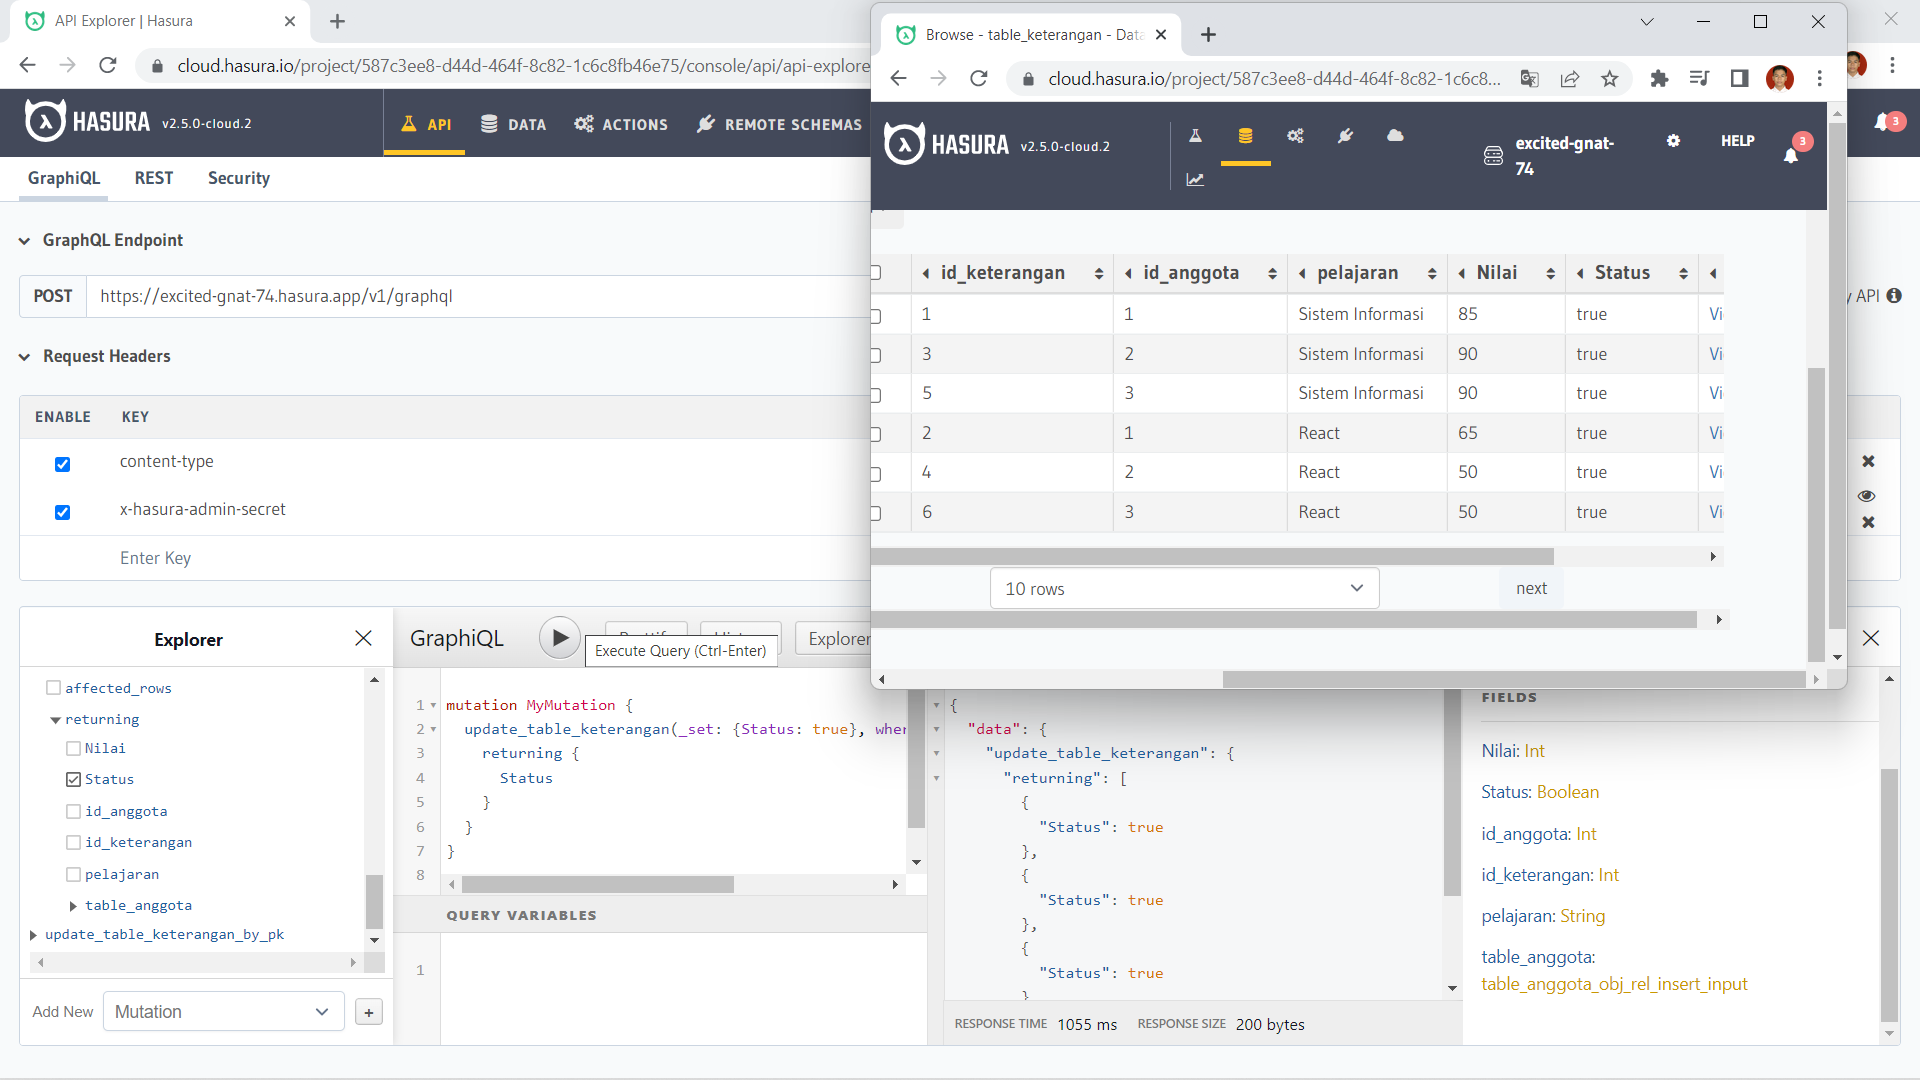 API Explorer | Hasura
cloud.hasura.io/project/587c3ee8-d44d-464f-8c82-1c6c8fb46e75/console/api/api-explore
HASURA v2.5.0-cloud.2
API
DATA
ACTIONS
REMOTE SCHEMAS
3
GraphiQL
REST
Security
GraphQL Endpoint
POST https://excited-gnat-74.hasura.app/v1/graphql
API
Request Headers
ENABLE KEY
content-type
x-hasura-admin-secret
Enter Key
Browse - table_keterangan - Data
cloud.hasura.io/project/587c3ee8-d44d-464f-8c82-1c6c8...
HASURA v2.5.0-cloud.2
excited-gnat-74
HELP
3
id_keterangan id_anggota pelajaran Nilai Status
1 1 Sistem Informasi 85 true Vi
3 2 Sistem Informasi 90 true Vi
5 3 Sistem Informasi 90 true Vi
2 1 React 65 true Vi
4 2 React 50 true Vi
6 3 React 50 true Vi
10 rows
next
Explorer
affected_rows
returning
Nilai
Status
id_anggota
id_keterangan
pelajaran
table_anggota
update_table_keterangan_by_pk
Add New Mutation +
GraphiQL
Explorer
Execute Query (Ctrl-Enter)
1 mutation MyMutation {
2 update_table_keterangan(_set: {Status: true}, wher
3 returning {
4 Status
5 }
6 }
7 }
8
QUERY VARIABLES
1
{
"data": {
"update_table_keterangan": {
"returning": [
{
"Status": true
},
{
"Status": true
},
{
"Status": true
}
RESPONSE TIME 1055 ms RESPONSE SIZE 200 bytes
FIELDS
Nilai: Int
Status: Boolean
id_anggota: Int
id_keterangan: Int
pelajaran: String
table_anggota:
table_anggota_obj_rel_insert_input